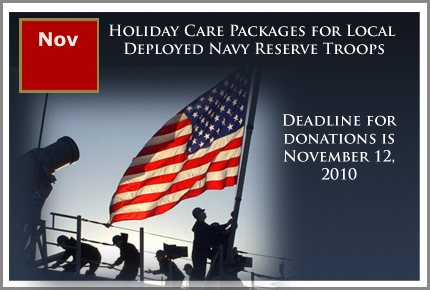 Nov
Holiday Care Packages for Local
Deployed Navy Reserve Troops
Deadline for
donations is
November 12,
2010